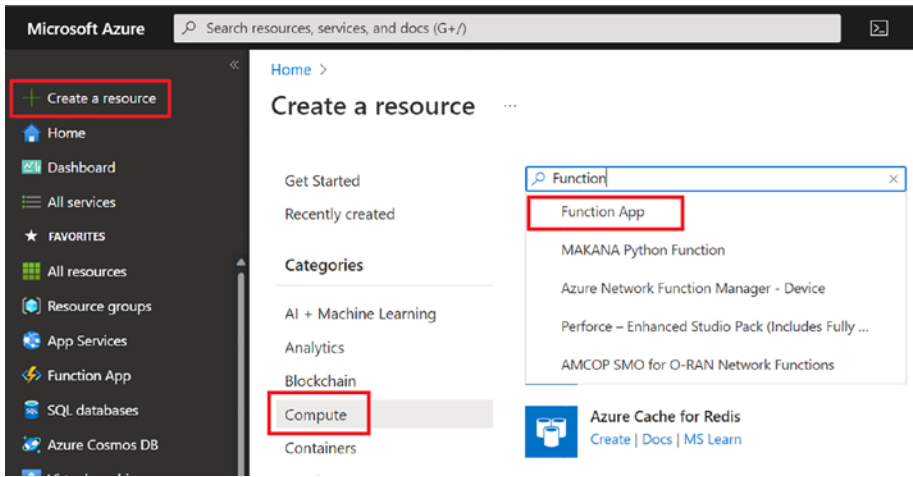 Microsoft Azure
Search resources, services, and docs (G+/)
Create a resource
Home
Dashboard
All services
FAVORITES
All resources
Resource groups
App Services
Function App
SQL databases
Azure Cosmos DB
Home >
Create a resource ...
Get Started
Recently created
Categories
AI + Machine Learning
Analytics
Blockchain
Compute
Containers
Function
Function App
MAKANA Python Function
Azure Network Function Manager - Device
Perforce – Enhanced Studio Pack (Includes Fully ...
AMCOP SMO for O-RAN Network Functions
Azure Cache for Redis
Create | Docs | MS Learn